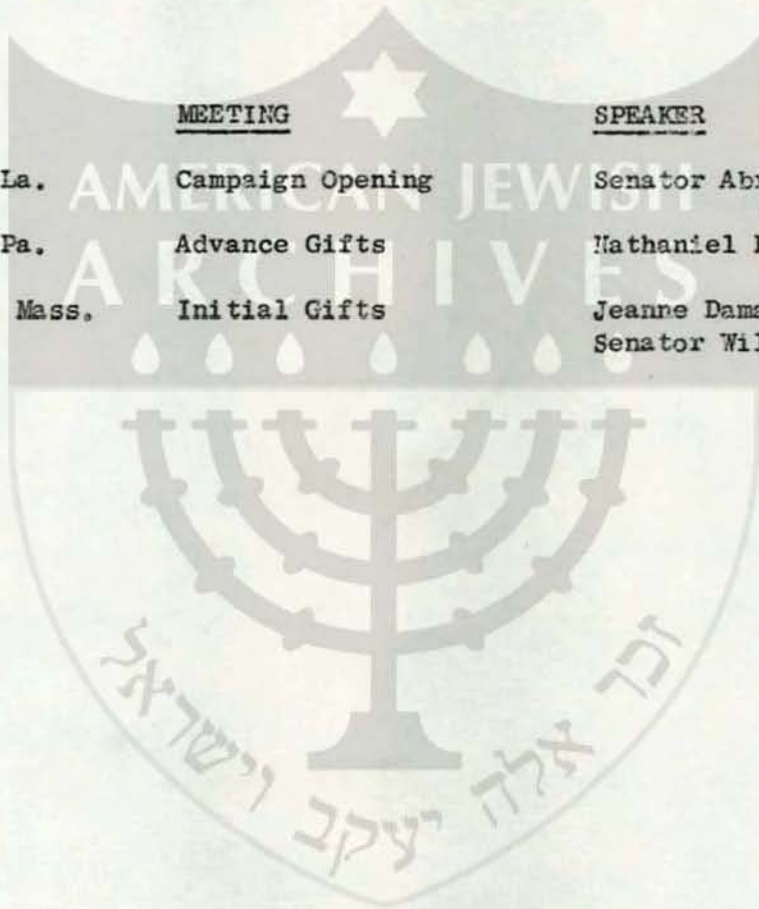 MEETING SPEAKER
La. Campaign Opening Senator
Pa. Advance Gifts Nathaniel
Mass. Initial Gifts Jeanne
Senator
AMERICAN JEWISH
ARCHIVES
זכר אלה יעקב וישראל